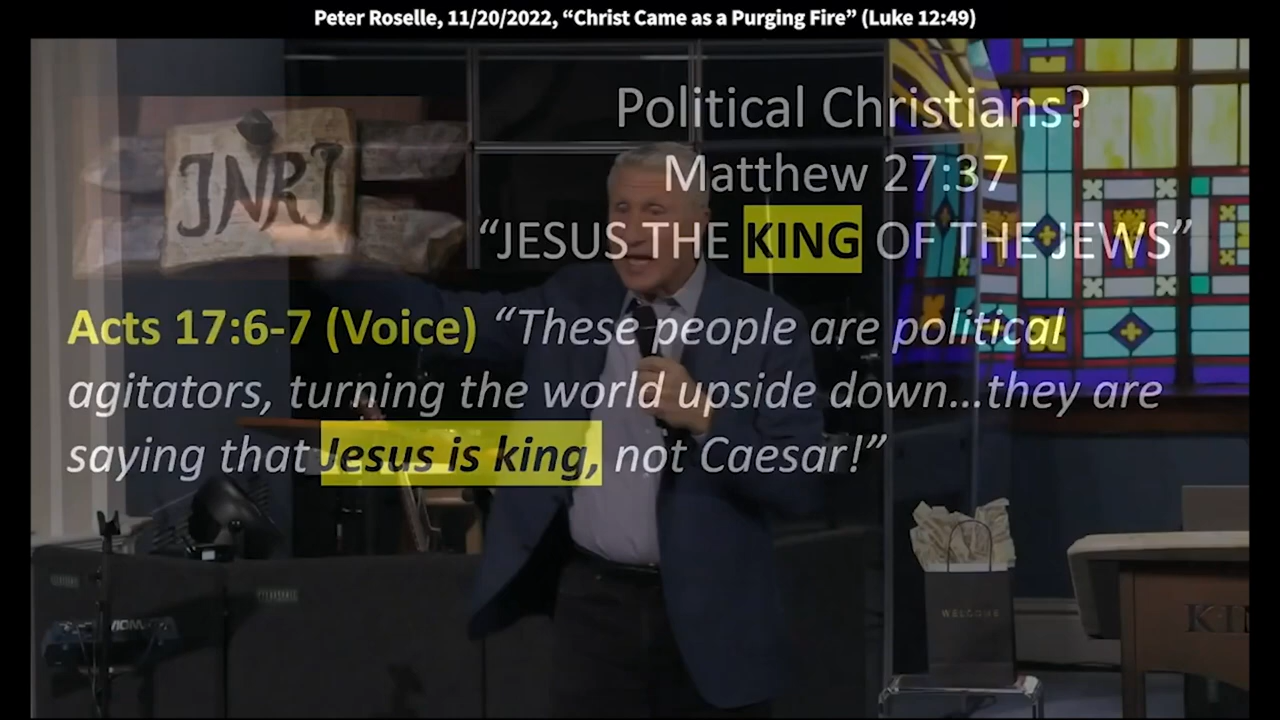 Peter Roselle, 11/20/2022, “Christ Came as a Purging Fire” (Luke 12:49)
Political Christians?
Matthew 27:37
JNRJ
“JESUS THE KING OF THE JEWS”
Acts 17:6-7 (Voice) “These people are political
agitators, turning the world upside down...they are
saying that Jesus is king, not Caesar!”
WELCOME